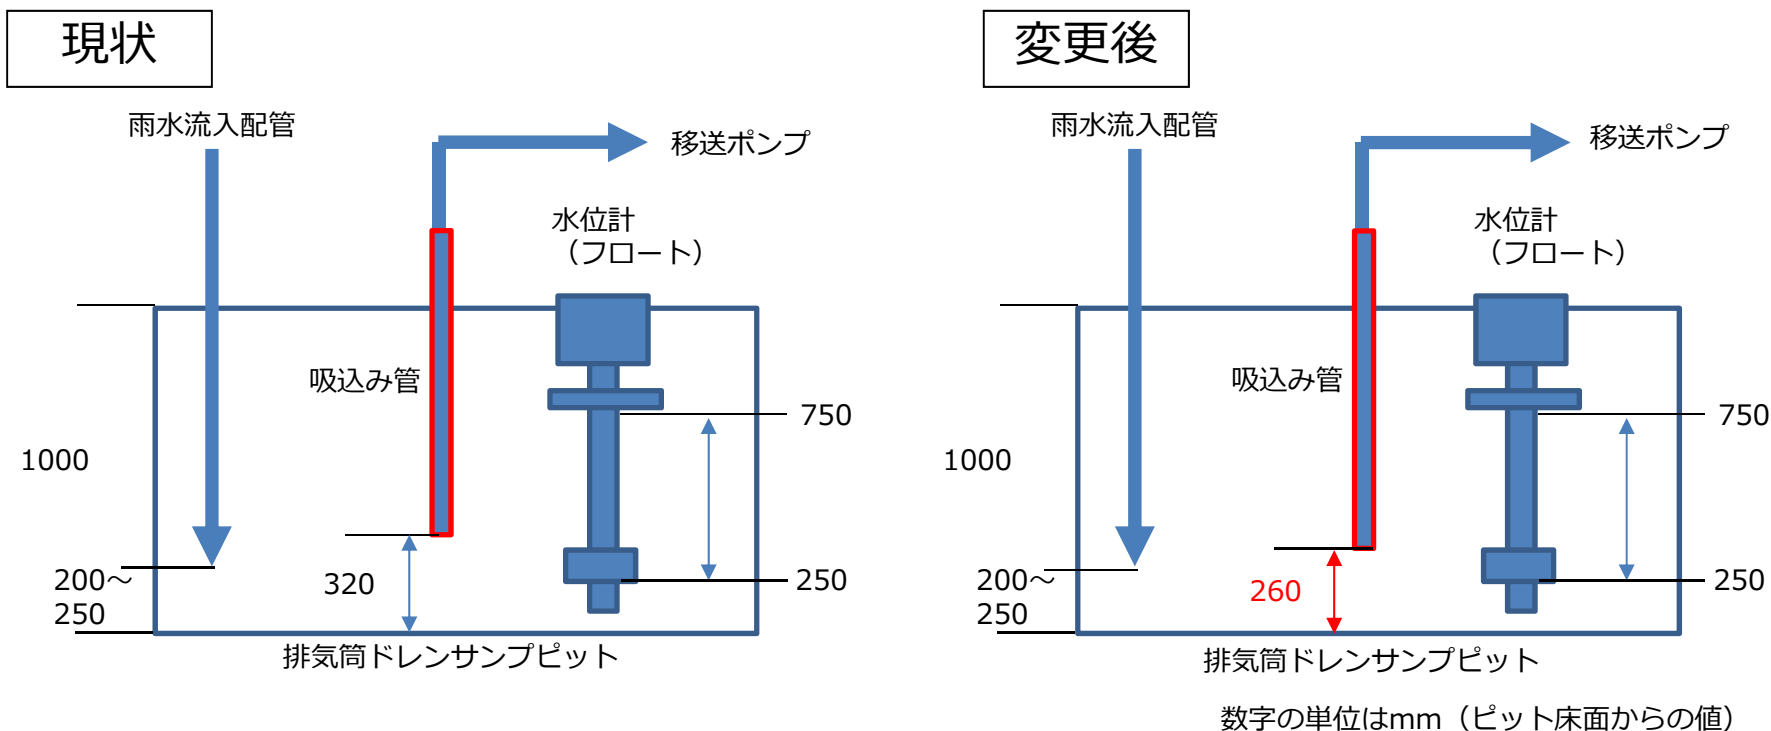 現状
雨水流入配管
移送ポンプ
水位計
（フロート）
吸込み管
750
1000
200～
250
320
250
排気筒ドレンサンプピット
変更後
雨水流入配管
移送ポンプ
水位計
（フロート）
吸込み管
750
1000
200～
250
260
250
排気筒ドレンサンプピット
数字の単位はmm（ピット床面からの値）